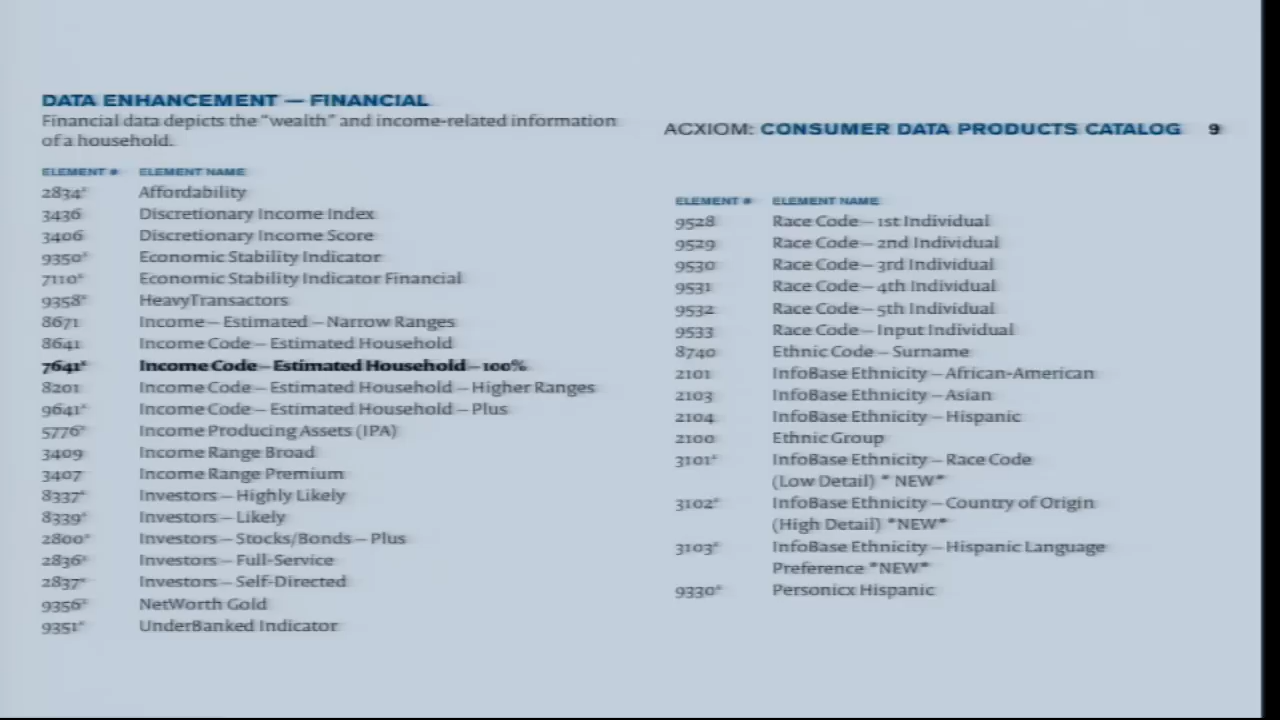 DATA ENHANCEMENT — FINANCIAL
Financial data depicts the "wealth" and income-related information
of a household.
ELEMENT # ELEMENT NAME
2834* Affordability
3436 Discretionary Income Index
3406 Discretionary Income Score
9350* Economic Stability Indicator
7110* Economic Stability Indicator Financial
9358* HeavyTransactors
8671 Income – Estimated – Narrow Ranges
8641 Income Code – Estimated Household
7641* Income Code – Estimated Household – 100%
8201 Income Code – Estimated Household – Higher Ranges
9641* Income Code – Estimated Household – Plus
5776* Income Producing Assets (IPA)
3409 Income Range Broad
3407 Income Range Premium
8337* Investors – Highly Likely
8339* Investors – Likely
2800* Investors – Stocks/Bonds – Plus
2836* Investors – Full-Service
2837* Investors – Self-Directed
9356* NetWorth Gold
9351* UnderBanked Indicator
ACXIOM: CONSUMER DATA PRODUCTS CATALOG 9
ELEMENT # ELEMENT NAME
9528 Race Code – 1st Individual
9529 Race Code – 2nd Individual
9530 Race Code – 3rd Individual
9531 Race Code – 4th Individual
9532 Race Code – 5th Individual
9533 Race Code – Input Individual
8740 Ethnic Code – Surname
2101 InfoBase Ethnicity – African-American
2103 InfoBase Ethnicity – Asian
2104 InfoBase Ethnicity – Hispanic
2100 Ethnic Group
3101* InfoBase Ethnicity – Race Code
(Low Detail) * NEW*
3102* InfoBase Ethnicity – Country of Origin
(High Detail) *NEW*
3103* InfoBase Ethnicity – Hispanic Language
Preference *NEW*
9330* Personicx Hispanic